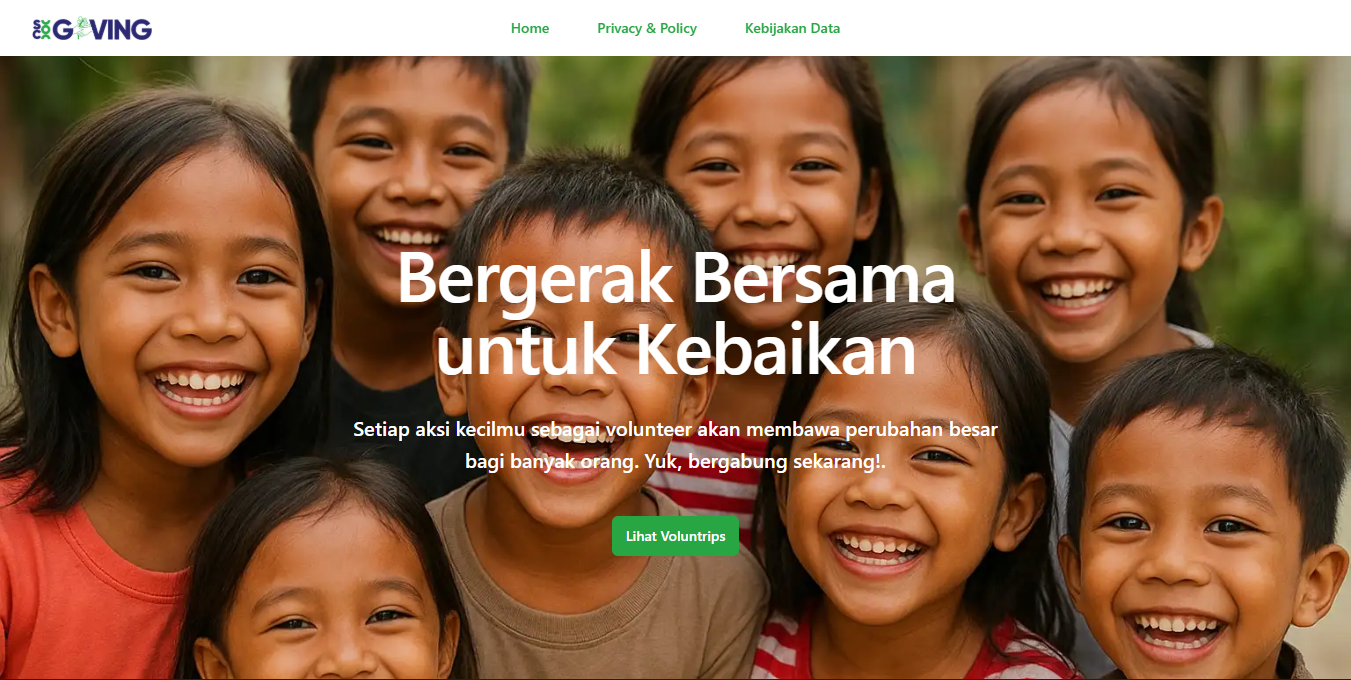 GIVING
Home
Privacy & Policy
Kebijakan Data
Bergerak Bersama
untuk Kebaikan
Setiap aksi kecilmu sebagai volunteer akan membawa perubahan besar
bagi banyak orang. Yuk, bergabung sekarang!.
Lihat Voluntrips